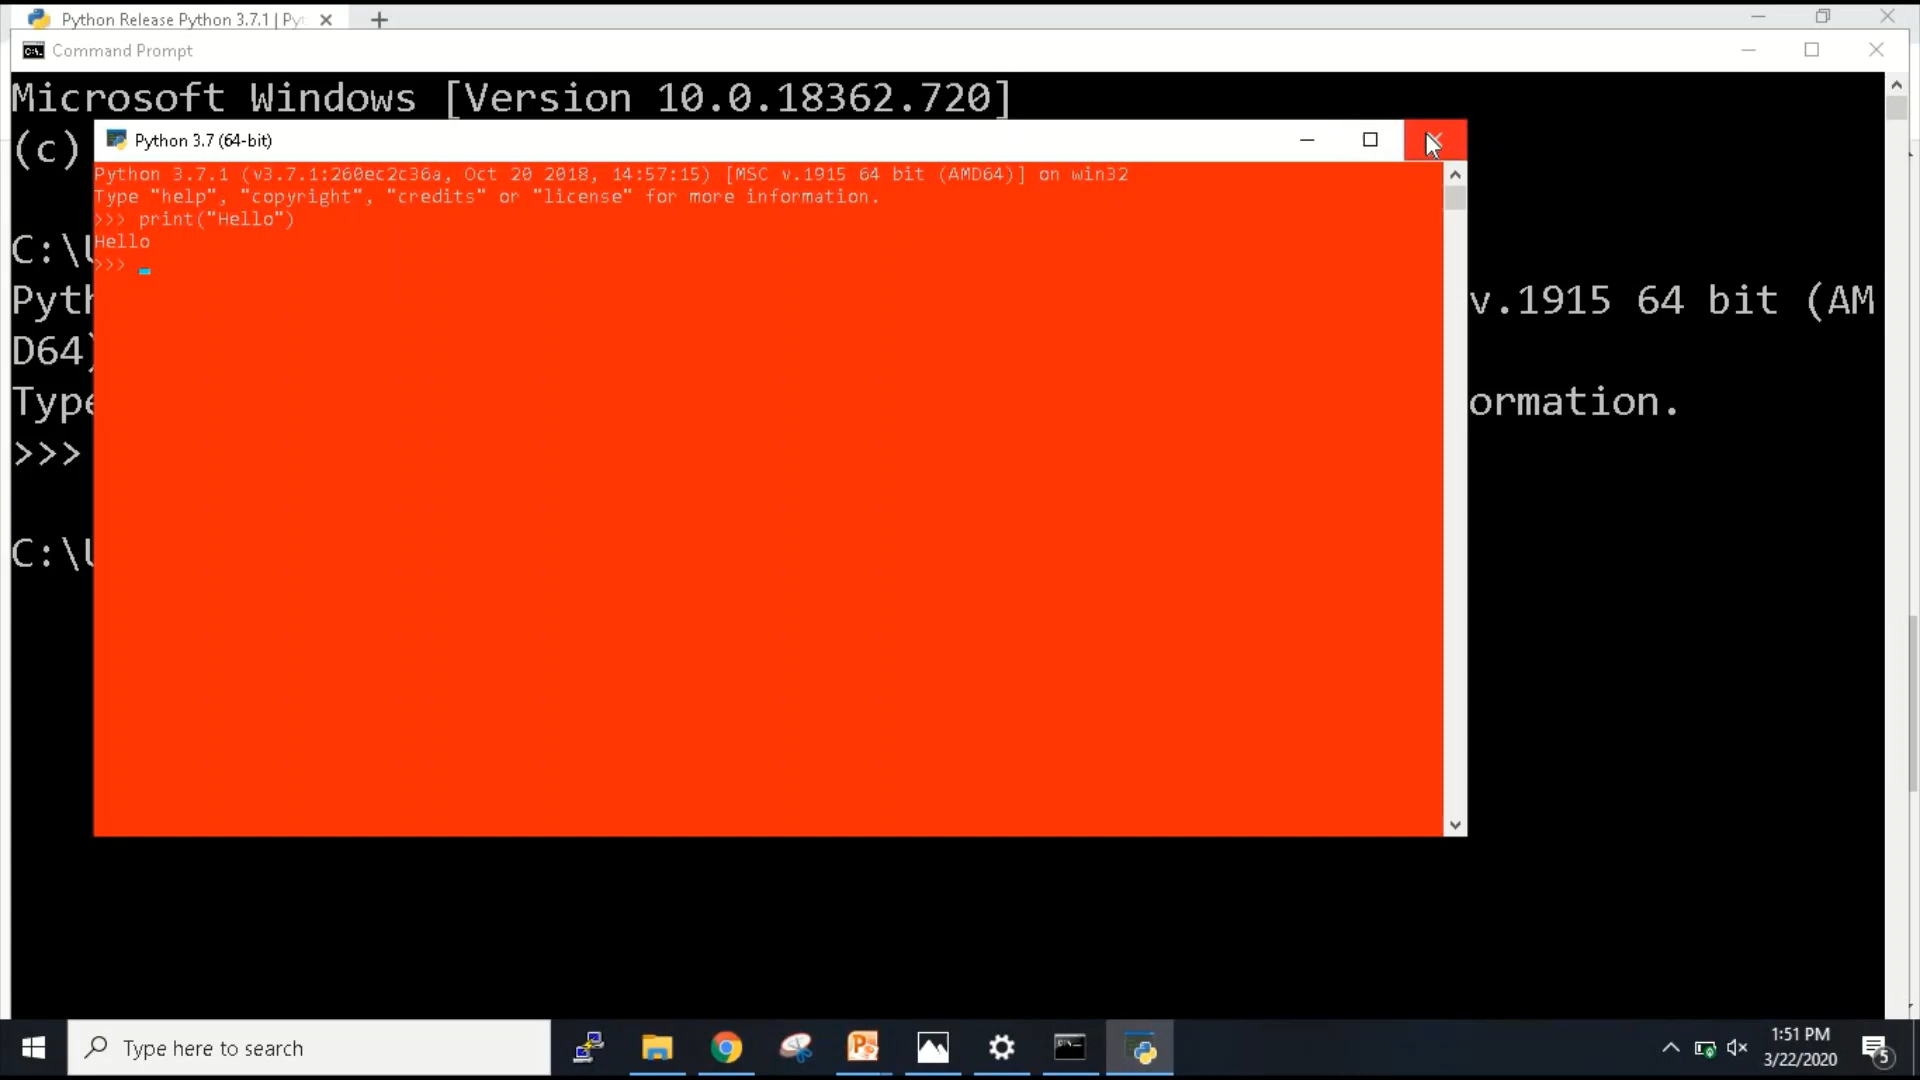 Python Release Python 3.7.1 | Pyt
Command Prompt
Microsoft Windows [Version 10.0.18362.720]
(c)
Python 3.7 (64-bit)
Python 3.7.1 (v3.7.1:260ec2c36a, Oct 20 2018, 14:57:15) [MSC v.1915 64 bit (AMD64)] on win32
Type "help", "copyright", "credits" or "license" for more information.
>>> print("Hello")
Hello
>>>
C:\U
Pyth v.1915 64 bit (AM
D64)
Type ormation.
>>>
C:\U
Type here to search
1:51 PM
3/22/2020
5